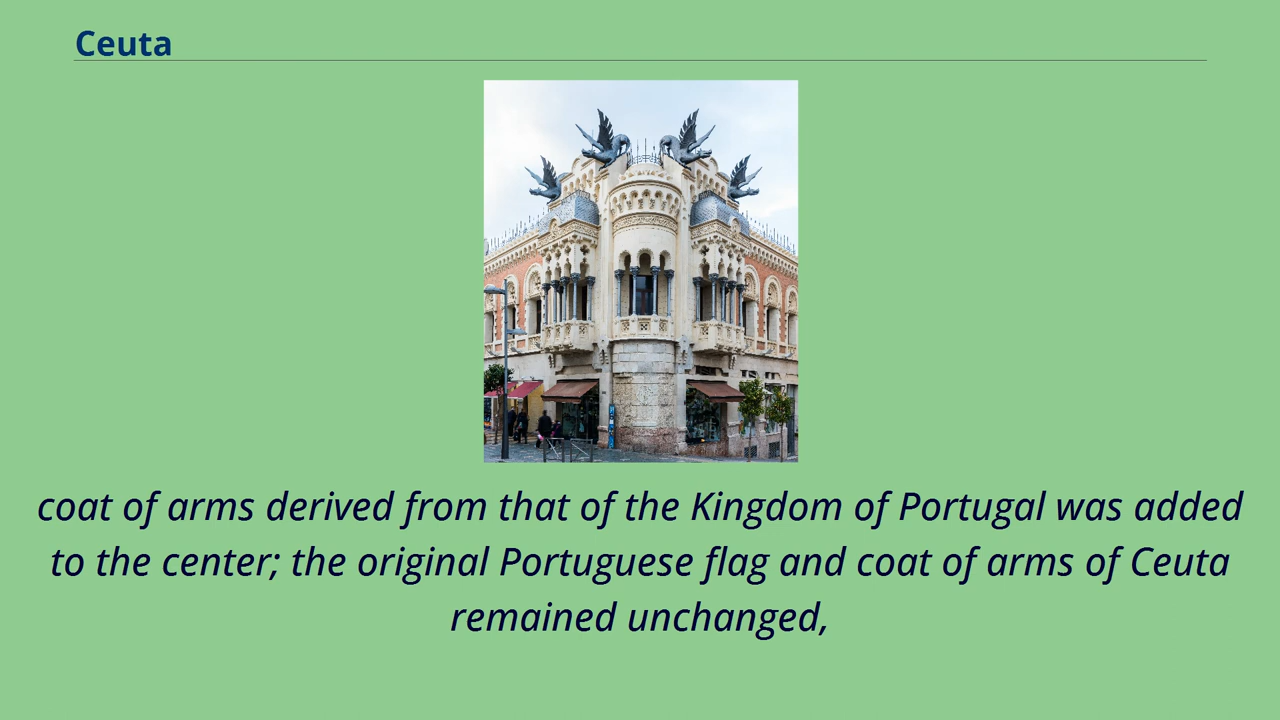 Ceuta
coat of arms derived from that of the Kingdom of Portugal was added
to the center; the original Portuguese flag and coat of arms of Ceuta
remained unchanged,